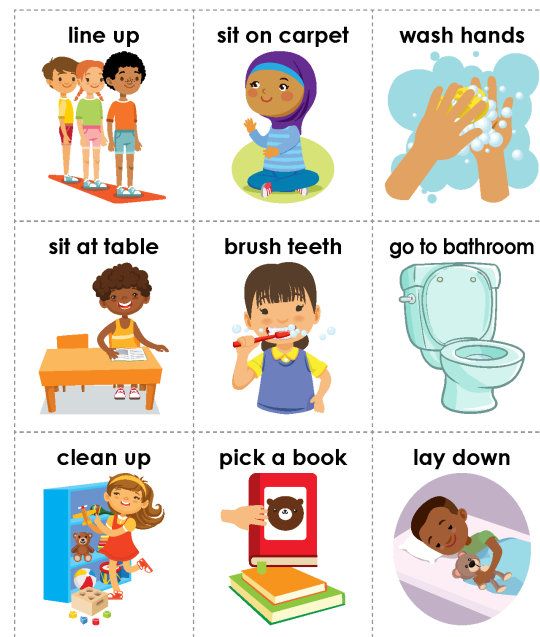 line up
sit on carpet
wash hands
sit at table
brush teeth
go to bathroom
clean up
pick a book
lay down